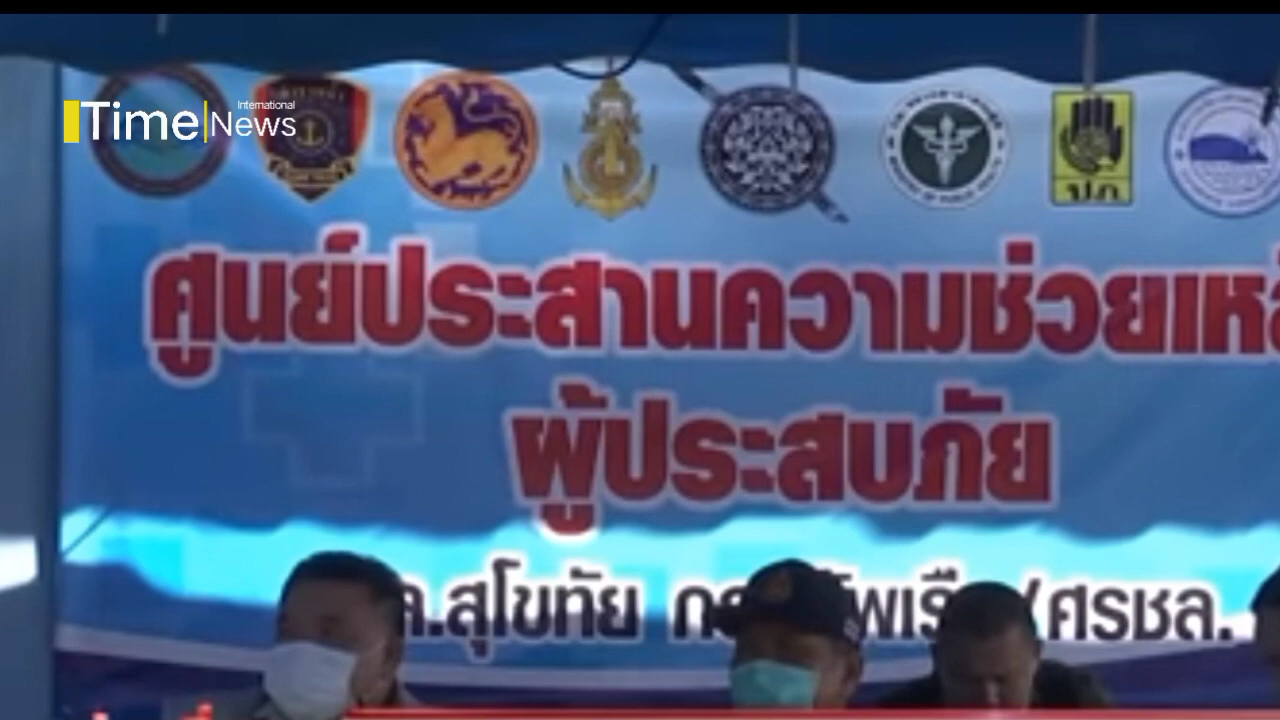 Time
International
News
ปภ
ศูนย์ประสานความช่วยเห
ผู้ประสบภัย
ล.สุโขทัย ก /ศรชล.